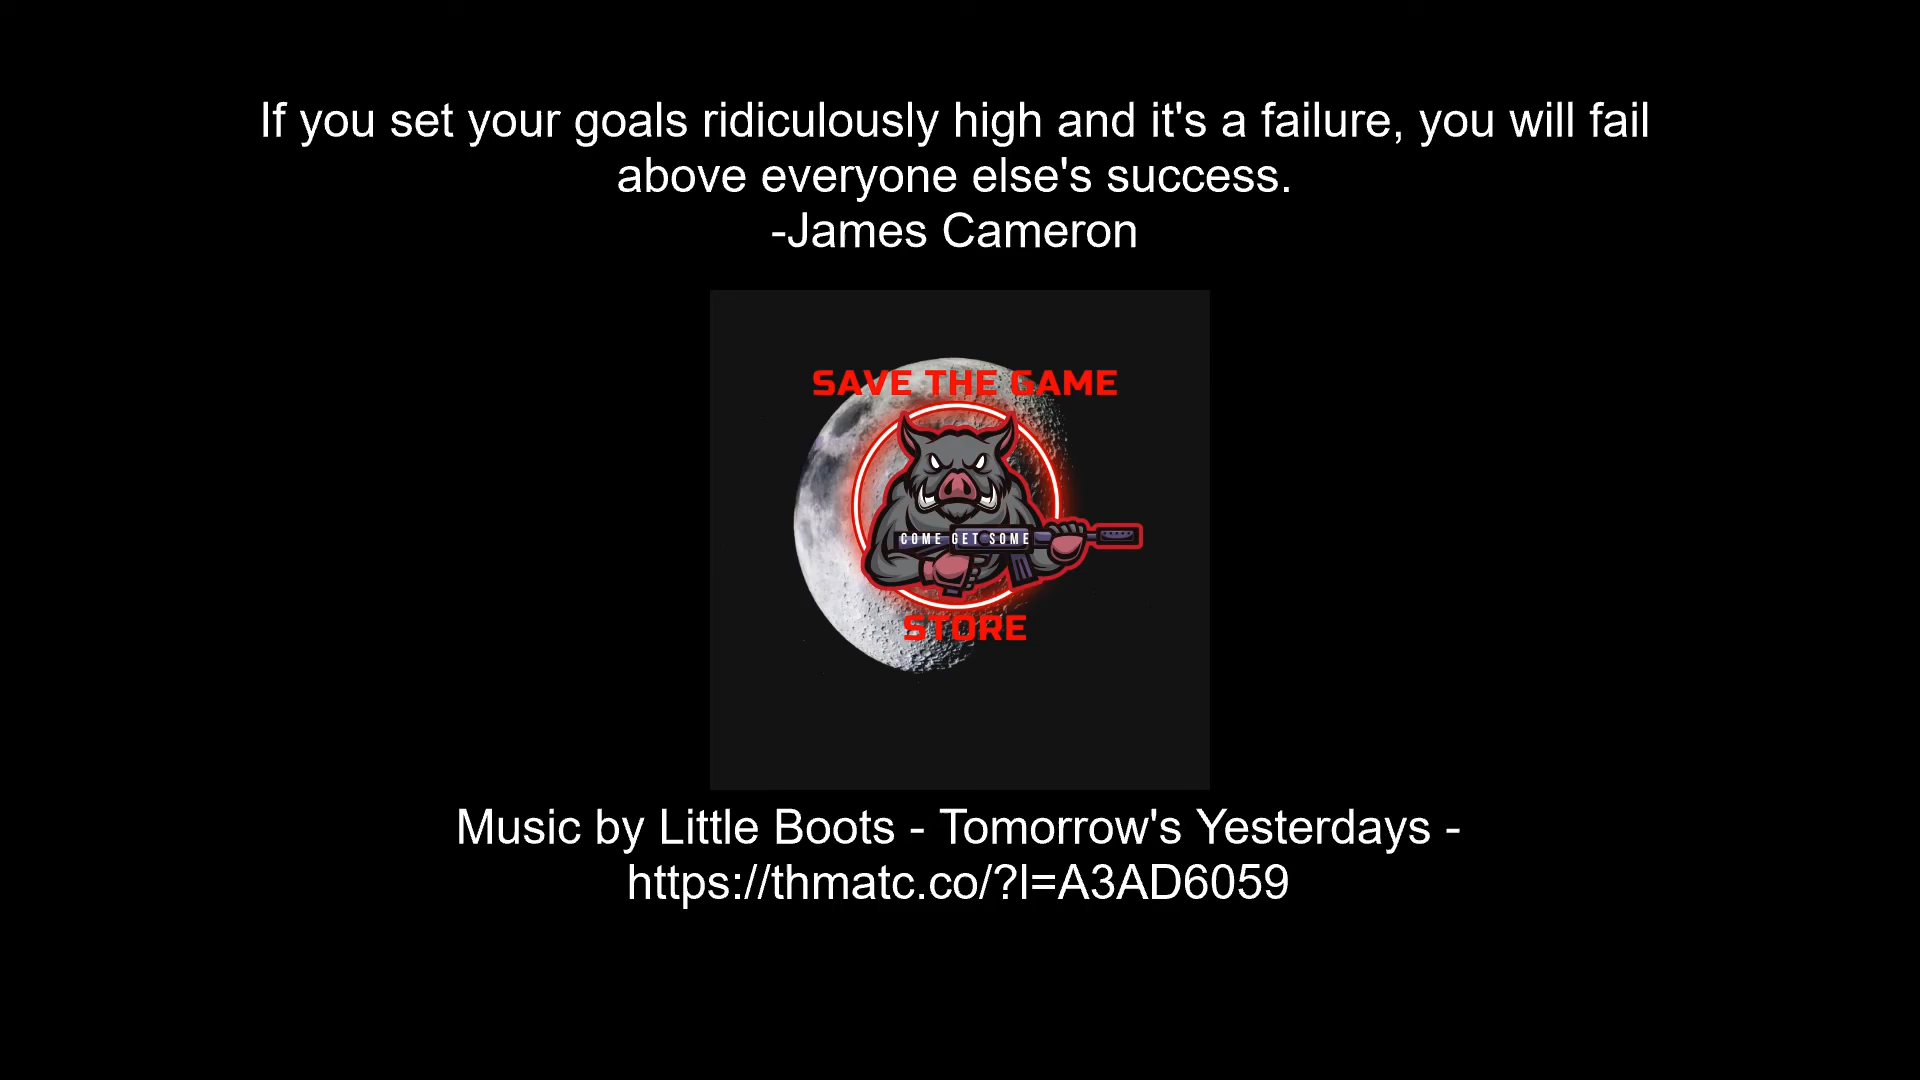 If you set your goals ridiculously high and it's a failure, you will fail
above everyone else's success.
-James Cameron
SAVE THE GAME
COME GET SOME
STORE
Music by Little Boots - Tomorrow's Yesterdays -
https://thmatc.co/?l=A3AD6059